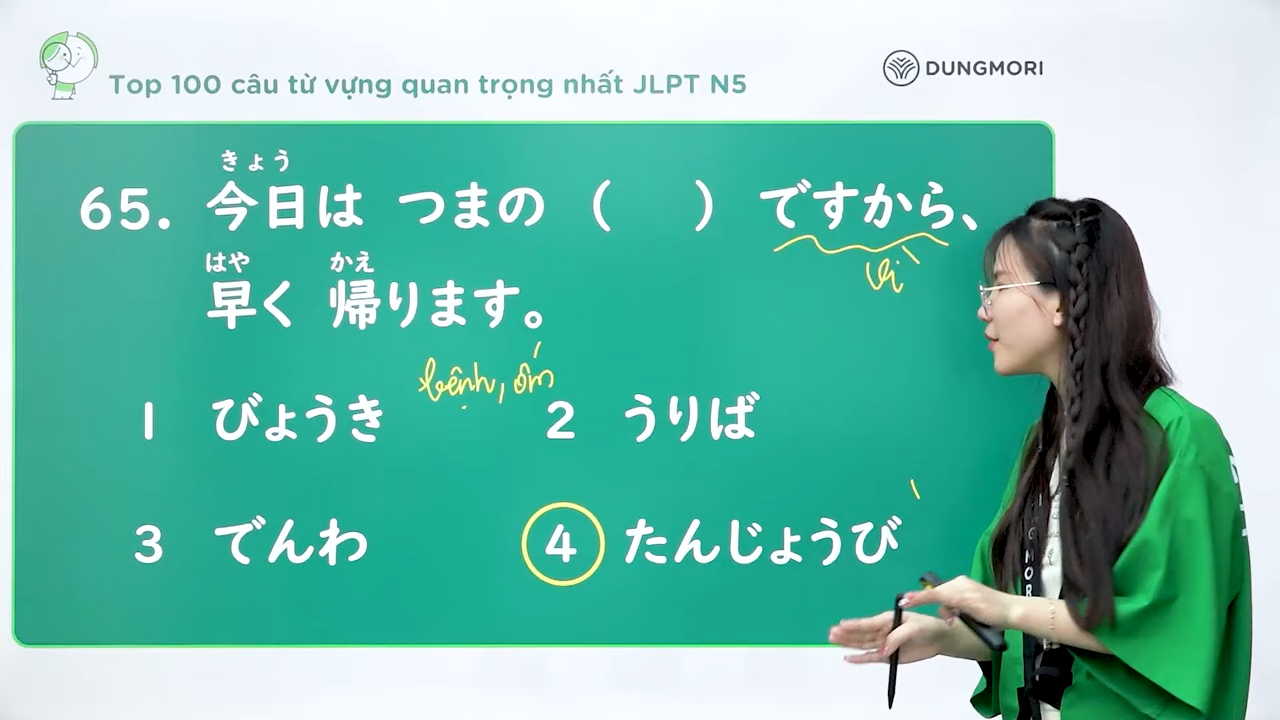 Top 100 câu từ vựng quan trọng nhất JLPT N5
DUNGMORI
きょう
65. 今日は つまの ( ) ですから、
vì
はや かえ
早く 帰ります。
bệnh, ốm
1 びょうき 2 うりば
3 でんわ 4 たんじょうび